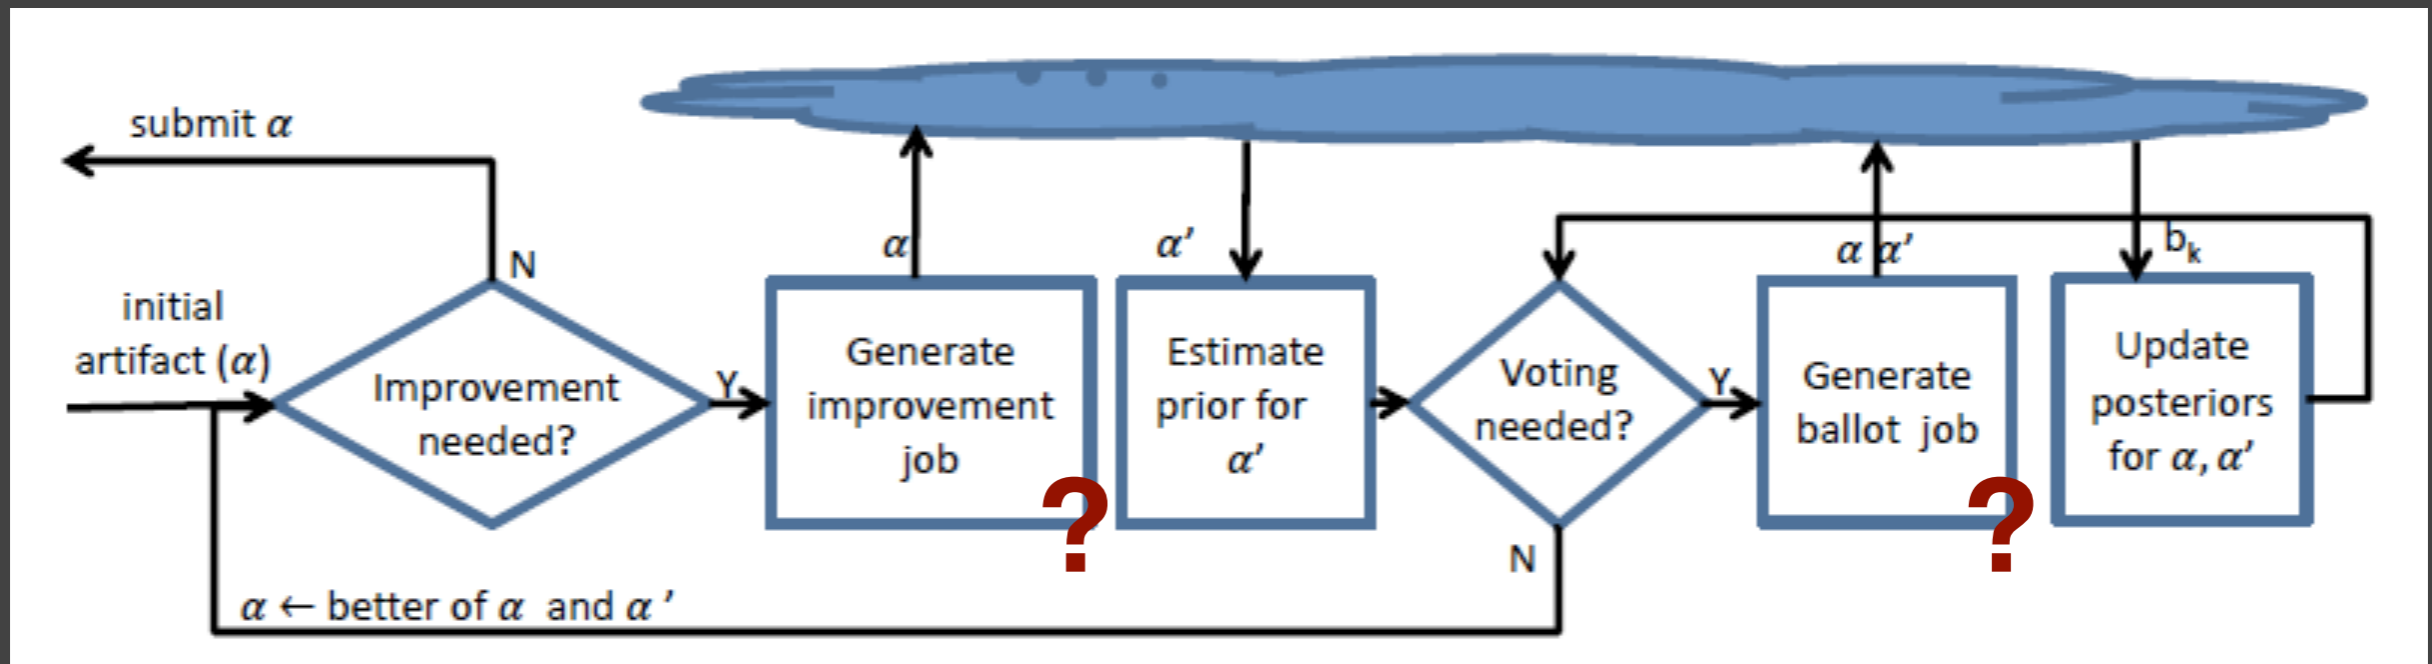 submit α
N
initial
artifact (α)
Improvement
needed?
Y
α
Generate
improvement
job
?
α′
Estimate
prior for
α′
Voting
needed?
Y
N
α α′
Generate
ballot job
?
bₖ
Update
posteriors
for α, α′
α ← better of α and α ′